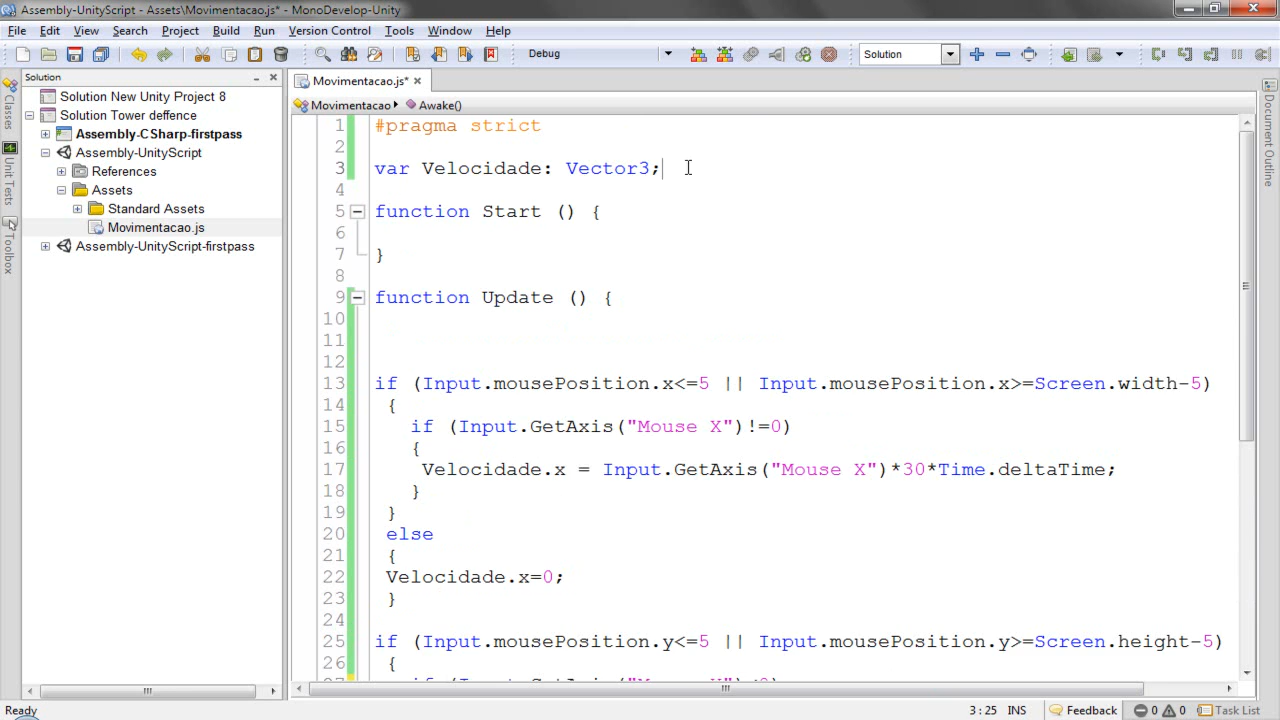 Assembly-UnityScript - Assets\Movimentacao.js* - MonoDevelop-Unity
File Edit View Search Project Build Run Version Control Tools Window Help
Debug
Solution
Solution
Movimentacao.js*
Movimentacao
Awake()
Solution New Unity Project 8
Solution Tower deffence
Assembly-CSharp-firstpass
Assembly-UnityScript
References
Assets
Standard Assets
Movimentacao.js
Assembly-UnityScript-firstpass
Classes
Unit Tests
Toolbox
1 #pragma strict
2
3 var Velocidade: Vector3;
4
5 function Start () {
6
7 }
8
9 function Update () {
10
11
12
13 if (Input.mousePosition.x<=5 || Input.mousePosition.x>=Screen.width-5)
14 {
15 if (Input.GetAxis("Mouse X")!=0)
16 {
17 Velocidade.x = Input.GetAxis("Mouse X")*30*Time.deltaTime;
18 }
19 }
20 else
21 {
22 Velocidade.x=0;
23 }
24
25 if (Input.mousePosition.y<=5 || Input.mousePosition.y>=Screen.height-5)
26 {
Document Outline
Ready
3 : 25 INS
Feedback
0 0
Task List